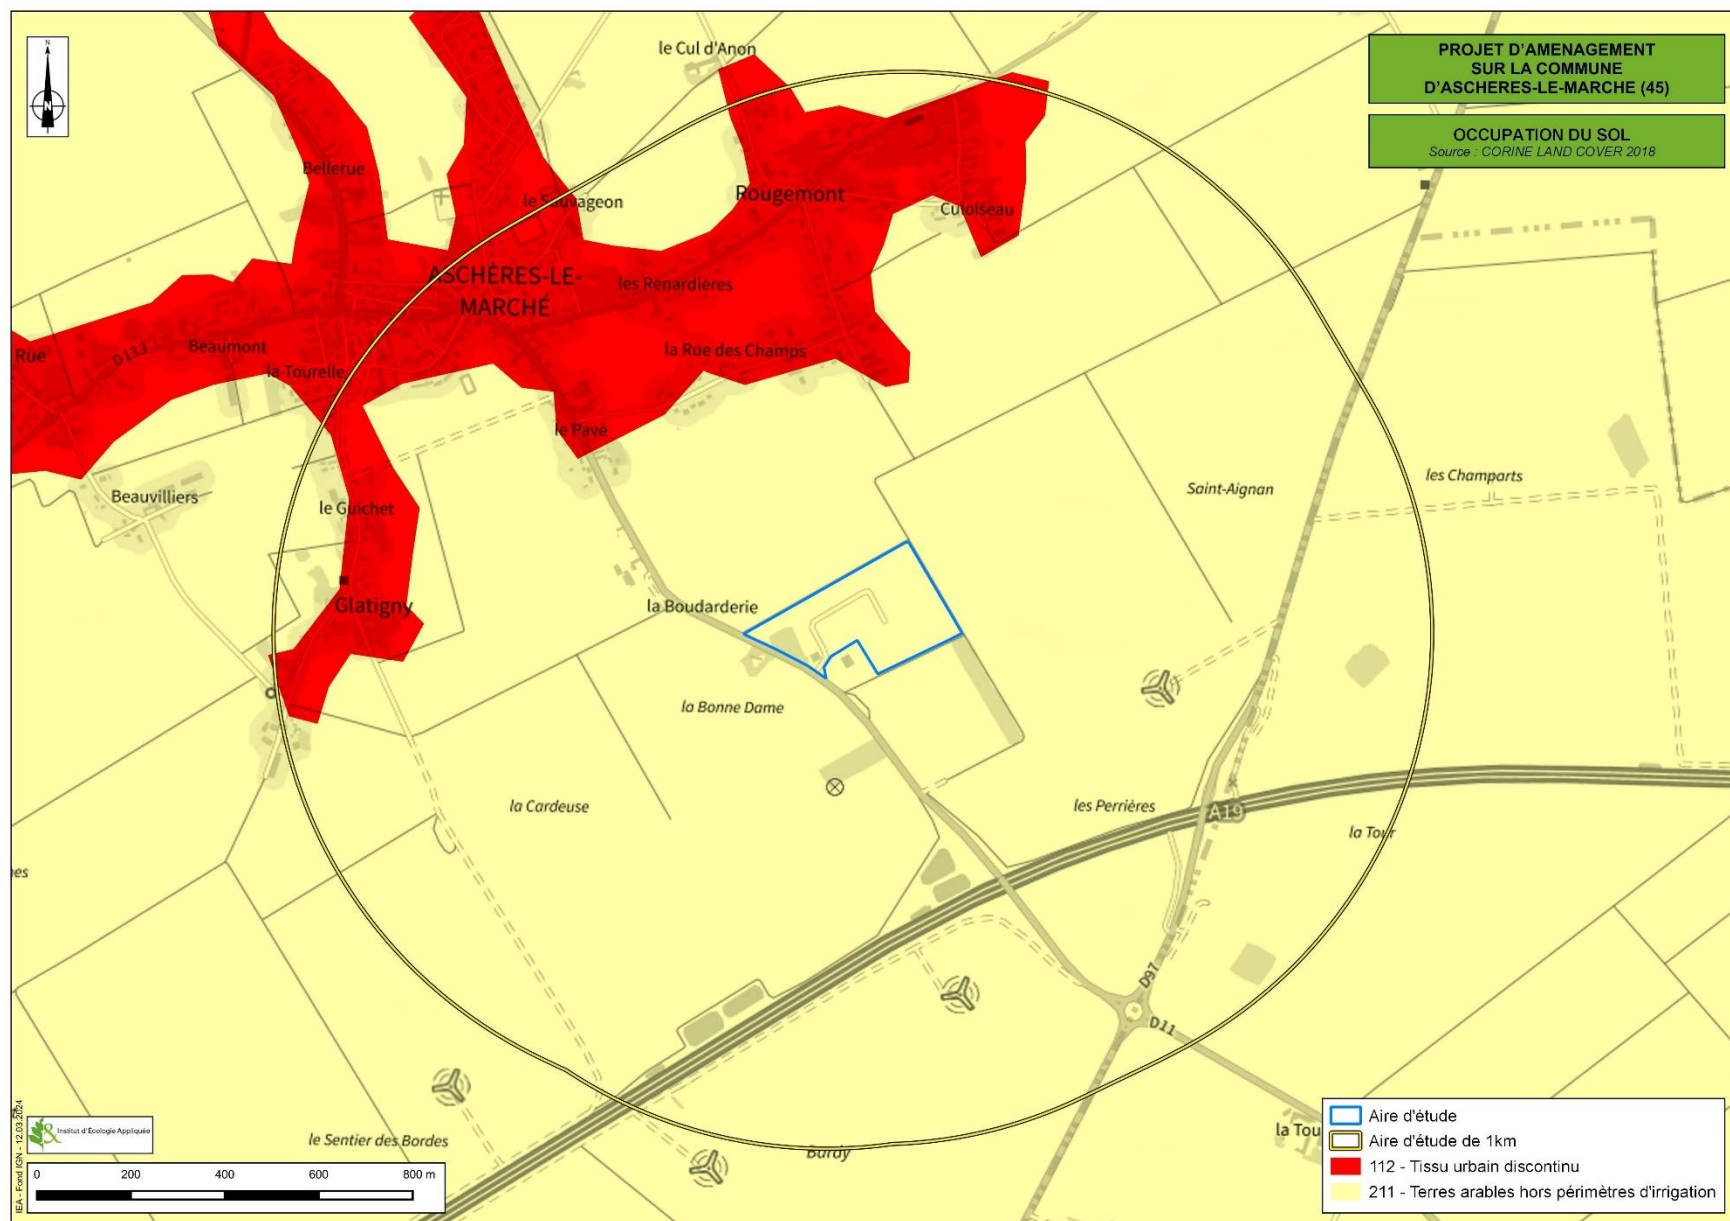 N
N
PROJET D'AMENAGEMENT
SUR LA COMMUNE
D'ASCHERES-LE-MARCHE (45)
OCCUPATION DU SOL
Source : CORINE LAND COVER 2018
le Cul d'Anon
Bellerue
Rougemont
le Sauvageon
Culoiseau
ASCHÈRES-LE-
MARCHÉ
les Renardières
Rue
D133
Beaumont
la Rue des Champs
la Tourelle
le Pavé
Beauvilliers
le Guichet
Saint-Aignan
les Champarts
Glatigny
la Boudarderie
la Bonne Dame
la Cardeuse
les Perrières
A19
la Tour
nes
D97
D11
le Sentier des Bordes
Buroy
la Tou
IEA - Fond IGN - 12.03.2024
& Institut d'Écologie Appliquée
0 200 400 600 800 m
Aire d'étude
Aire d'étude de 1km
112 - Tissu urbain discontinu
211 - Terres arables hors périmètres d'irrigation